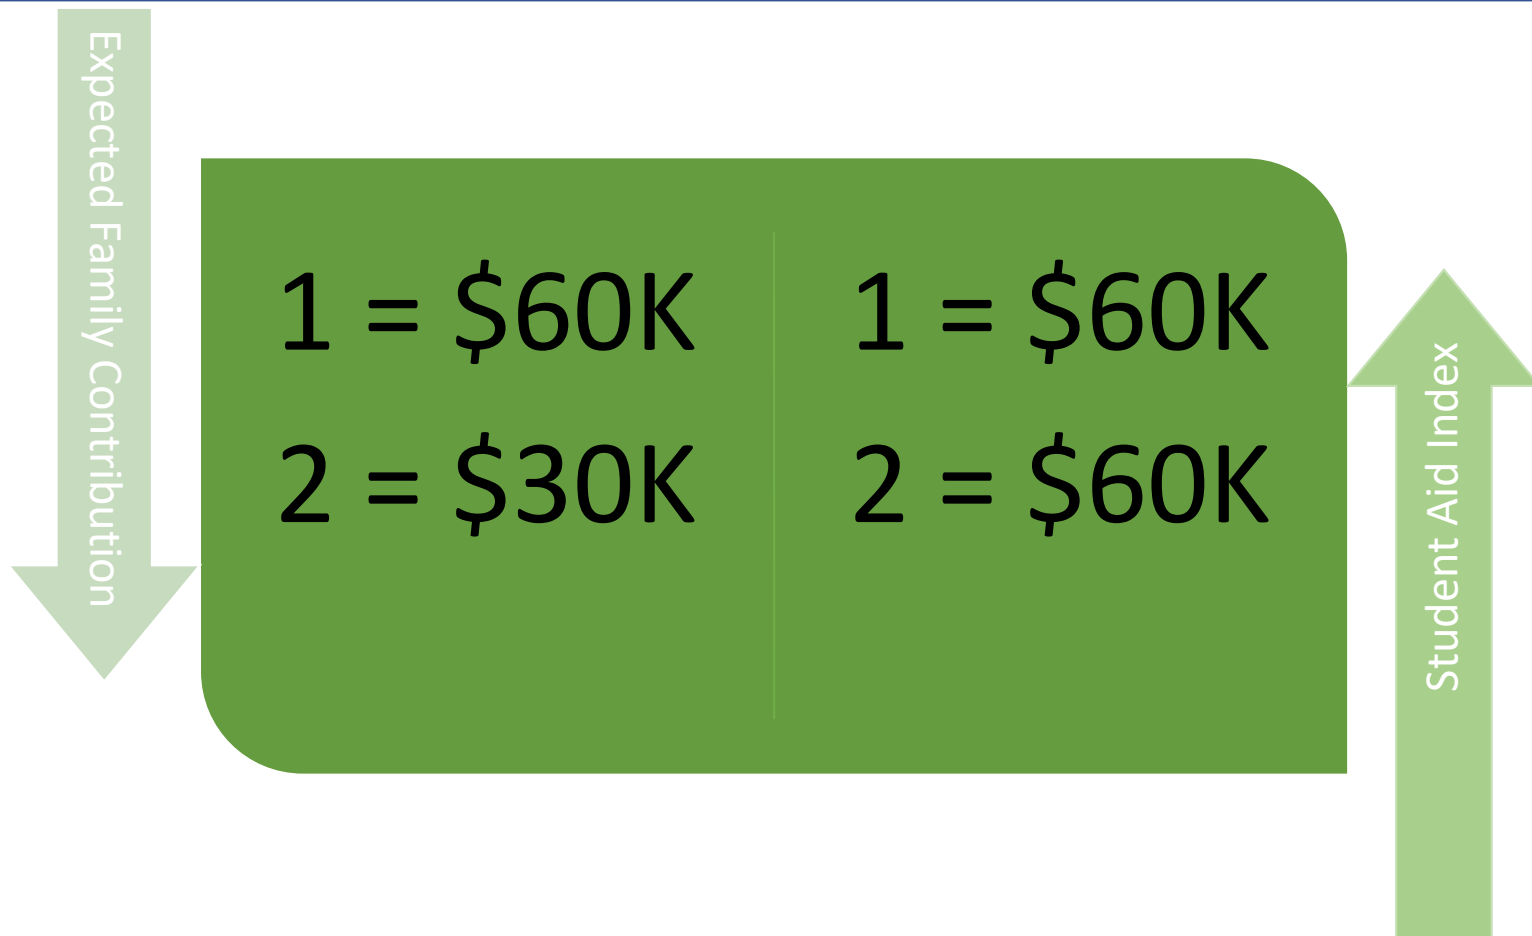 Expected Family Contribution
1 = $60K
2 = $30K
1 = $60K
2 = $60K
Student Aid Index